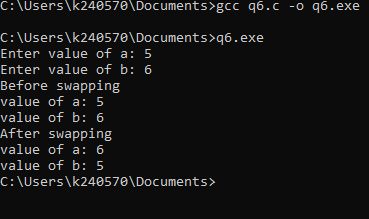 C:\Users\k240570\Documents>gcc q6.c -o q6.exe
C:\Users\k240570\Documents>q6.exe
Enter value of a: 5
Enter value of b: 6
Before swapping
value of a: 5
value of b: 6
After swapping
value of a: 6
value of b: 5
C:\Users\k240570\Documents>